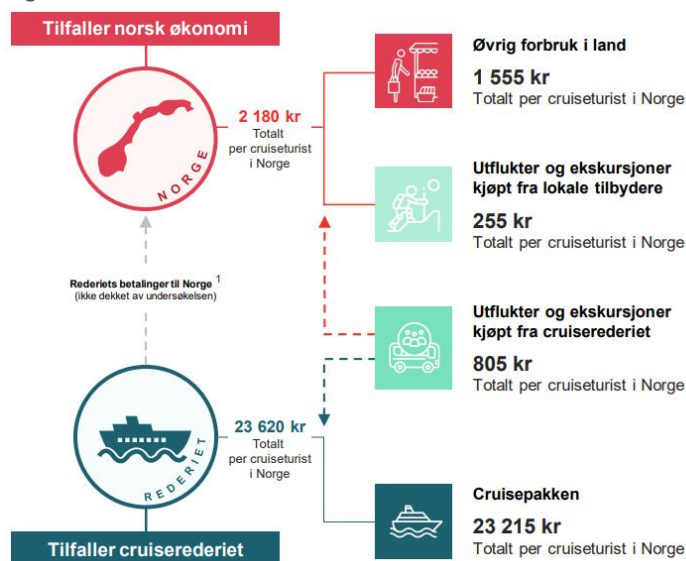 Tilfaller norsk økonomi
NORGE
2 180 kr
Totalt
per cruiseturist
i Norge
Øvrig forbruk i land
1 555 kr
Totalt per cruiseturist i Norge
Utflukter og ekskursjoner
kjøpt fra lokale tilbydere
255 kr
Totalt per cruiseturist i Norge
Rederiets betalinger til Norge 1
(ikke dekket av undersøkelsen)
Utflukter og ekskursjoner
kjøpt fra cruiserederiet
805 kr
Totalt per cruiseturist i Norge
23 620 kr
Totalt
per cruiseturist
i Norge
REDERIET
Cruisepakken
23 215 kr
Totalt per cruiseturist i Norge
Tilfaller cruiserederiet